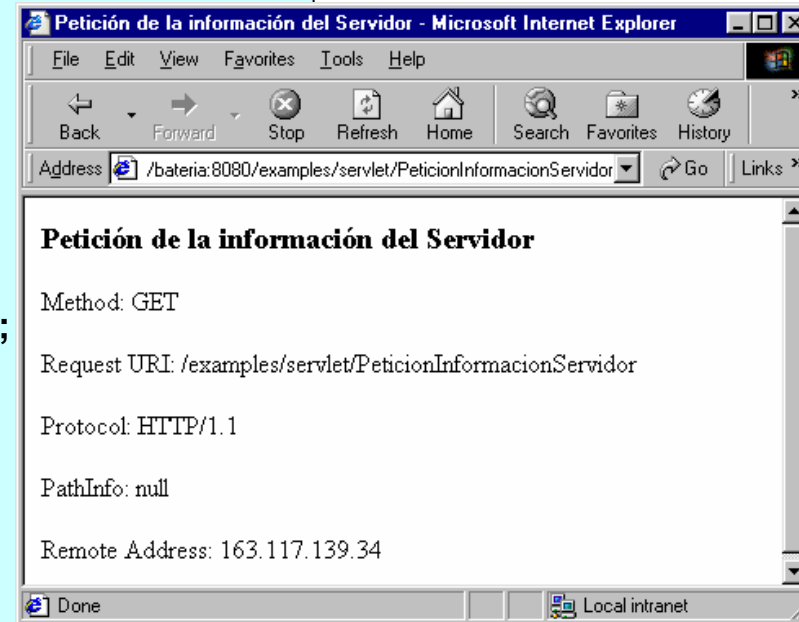 Petición de la información del Servidor - Microsoft Internet Explorer
File Edit View Favorites Tools Help
Back Forward Stop Refresh Home Search Favorites History »
Address /bateria:8080/examples/servlet/PeticionInformacionServidor Go Links »
Petición de la información del Servidor
Method: GET
;
Request URI: /examples/servlet/PeticionInformacionServidor
Protocol: HTTP/1.1
PathInfo: null
Remote Address: 163.117.139.34
Done Local intranet